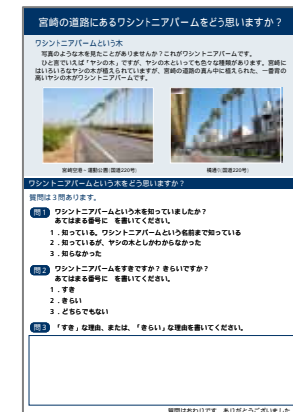 宮崎の道路にあるワシントニアパームをどう思いますか？
ワシントニアパームという木
写真のような木を見たことがありませんか？これがワシントニアパームです。
ひと言でいえば「ヤシの木」ですが、ヤシの木といっても色々な種類があります。宮崎に
はいろいろなヤシの木が植えられていますが、宮崎の道路の真ん中に植えられた、一番背の
高いヤシの木がワシントニアパームです。
宮崎空港～運動公園(国道220号)
橘通り(国道220号)
ワシントニアパームという木をどう思いますか？
質問は３問あります。
問１ ワシントニアパームという木を知っていましたか？
あてはまる番号に を書いてください。
１．知っている。ワシントニアパームという名前まで知っている
２．知っているが、ヤシの木としかわからなかった
３．知らなかった
問２ ワシントニアパームをすきですか？きらいですか？
あてはまる番号に を書いてください。
１．すき
２．きらい
３．どちらでもない
問３ 「すき」な理由、または、「きらい」な理由を書いてください。
質問はおわりです。ありがとうございました